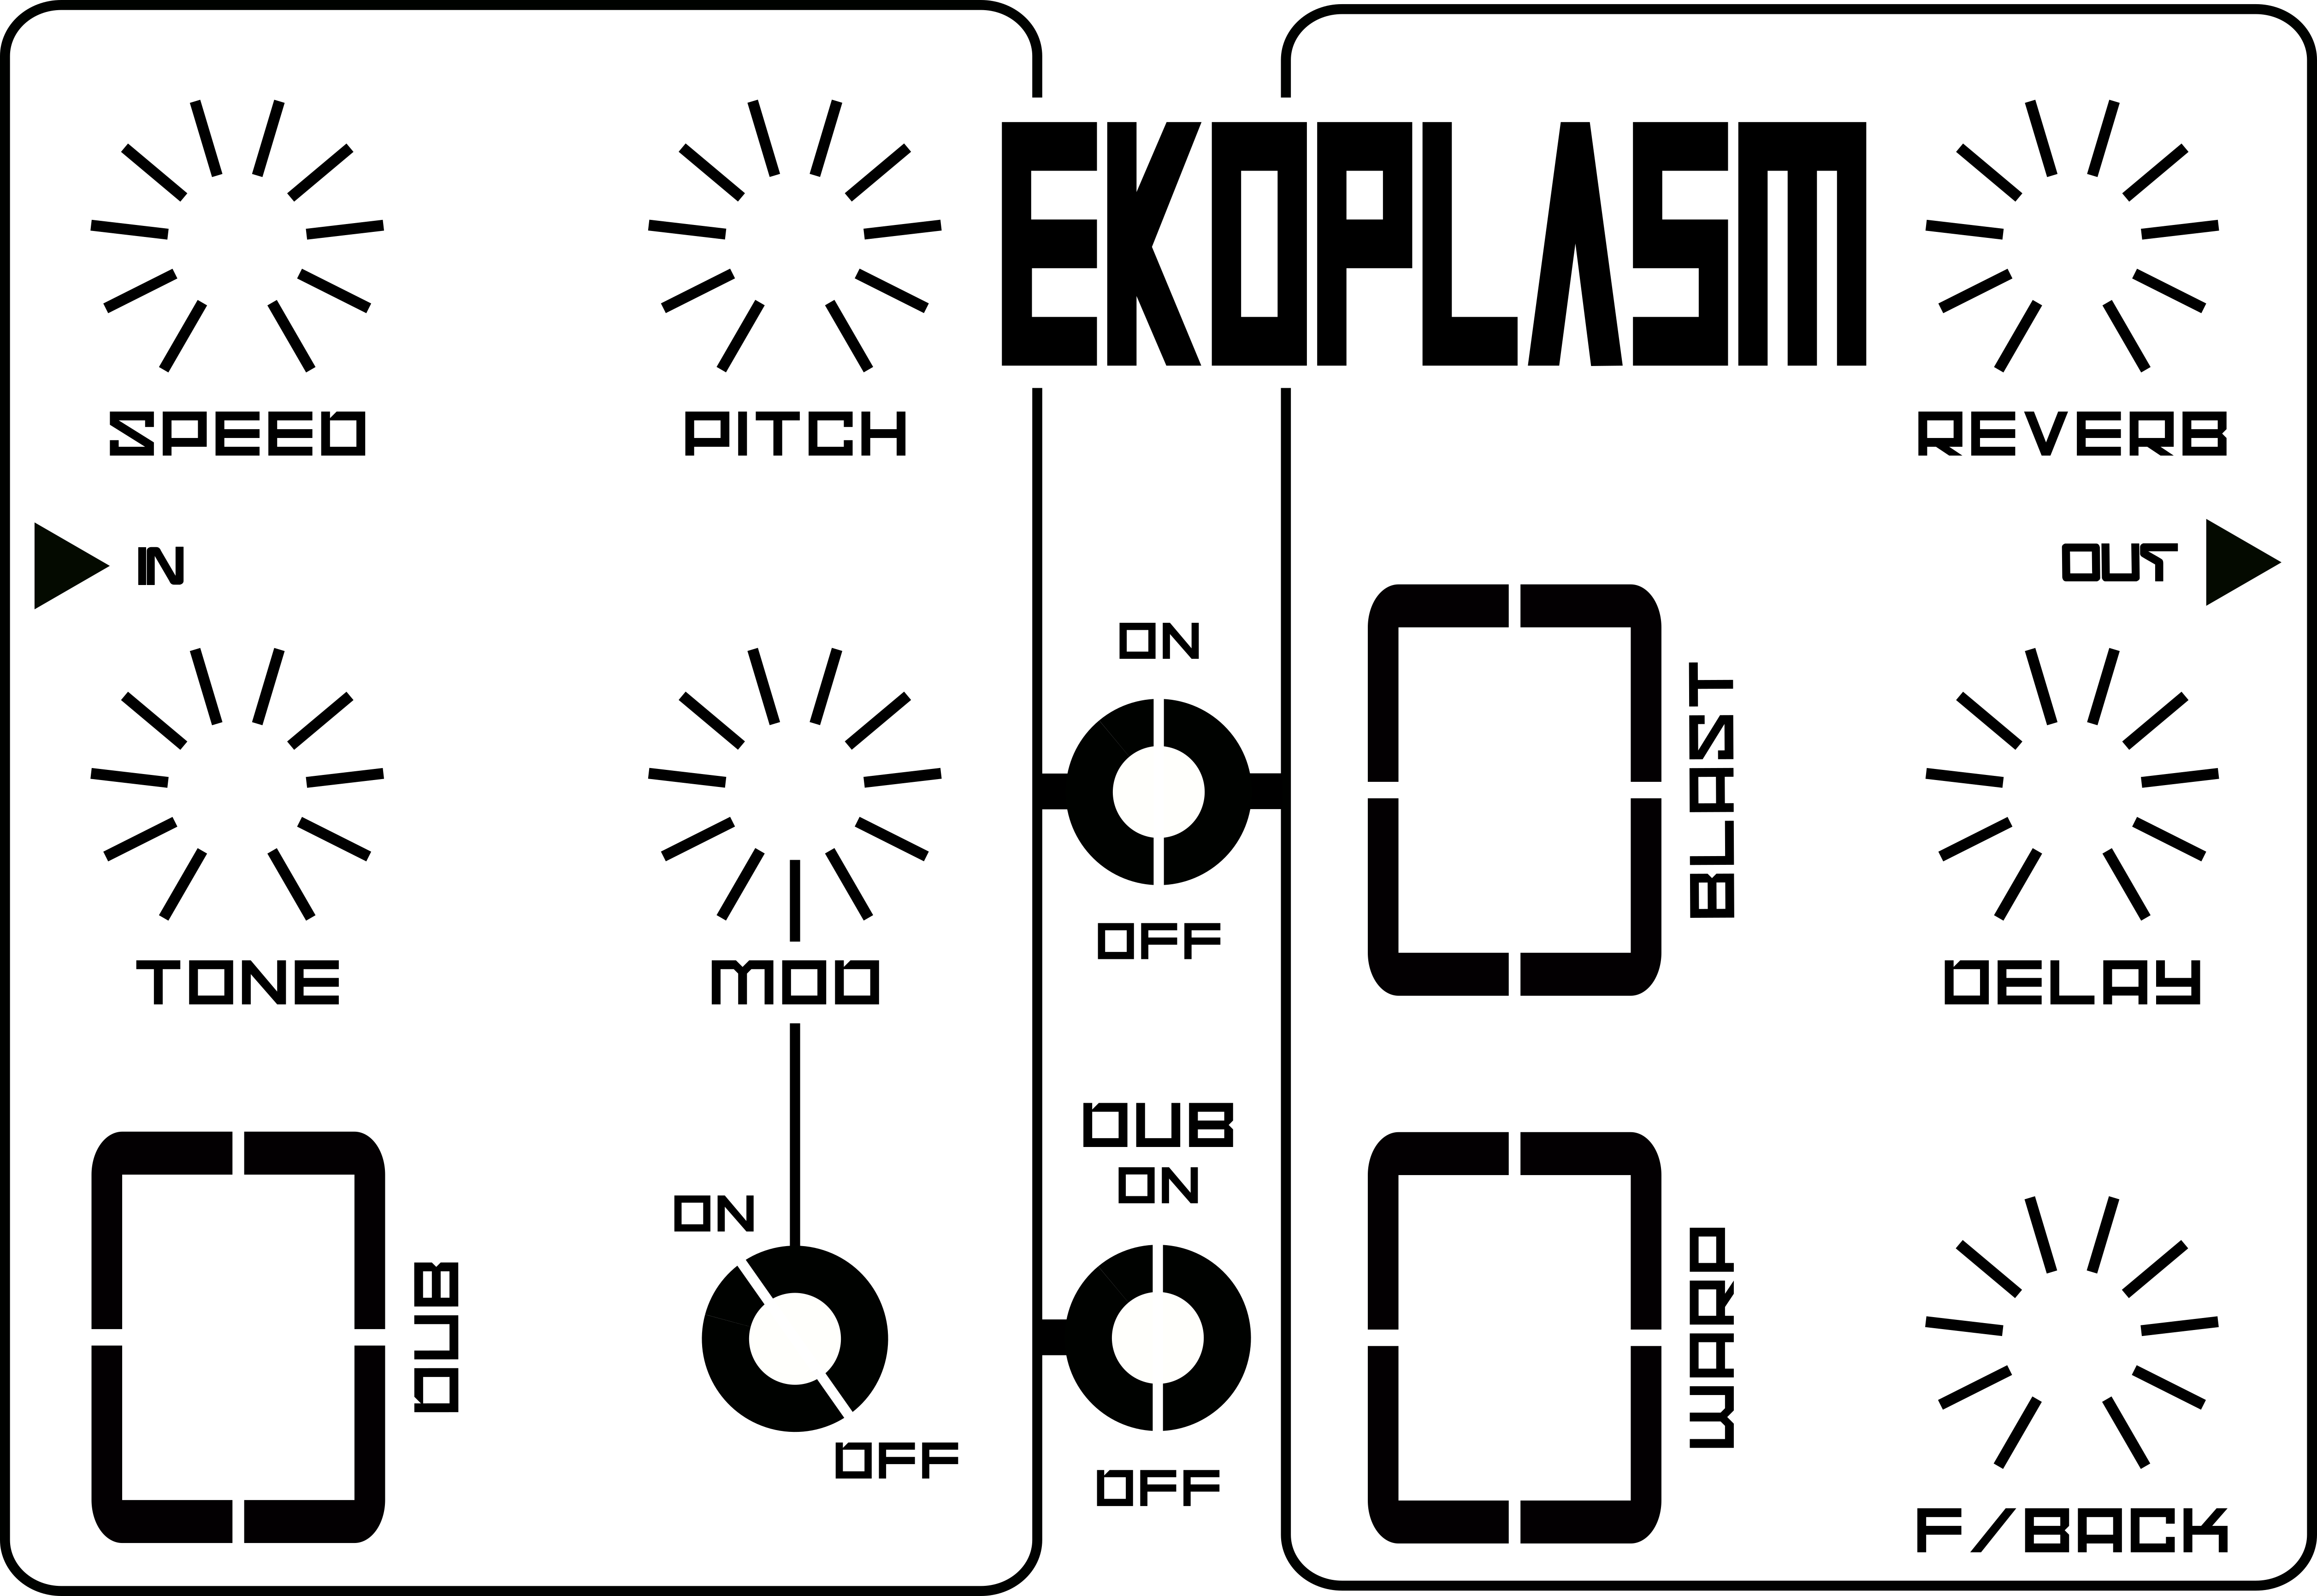 EKOPLASM
SPEED
PITCH
REVERB
IN
OUT
ON
BLAST
OFF
TONE
MOD
DELAY
DUB
ON
ON
DUB
WARP
OFF
OFF
F/BACK